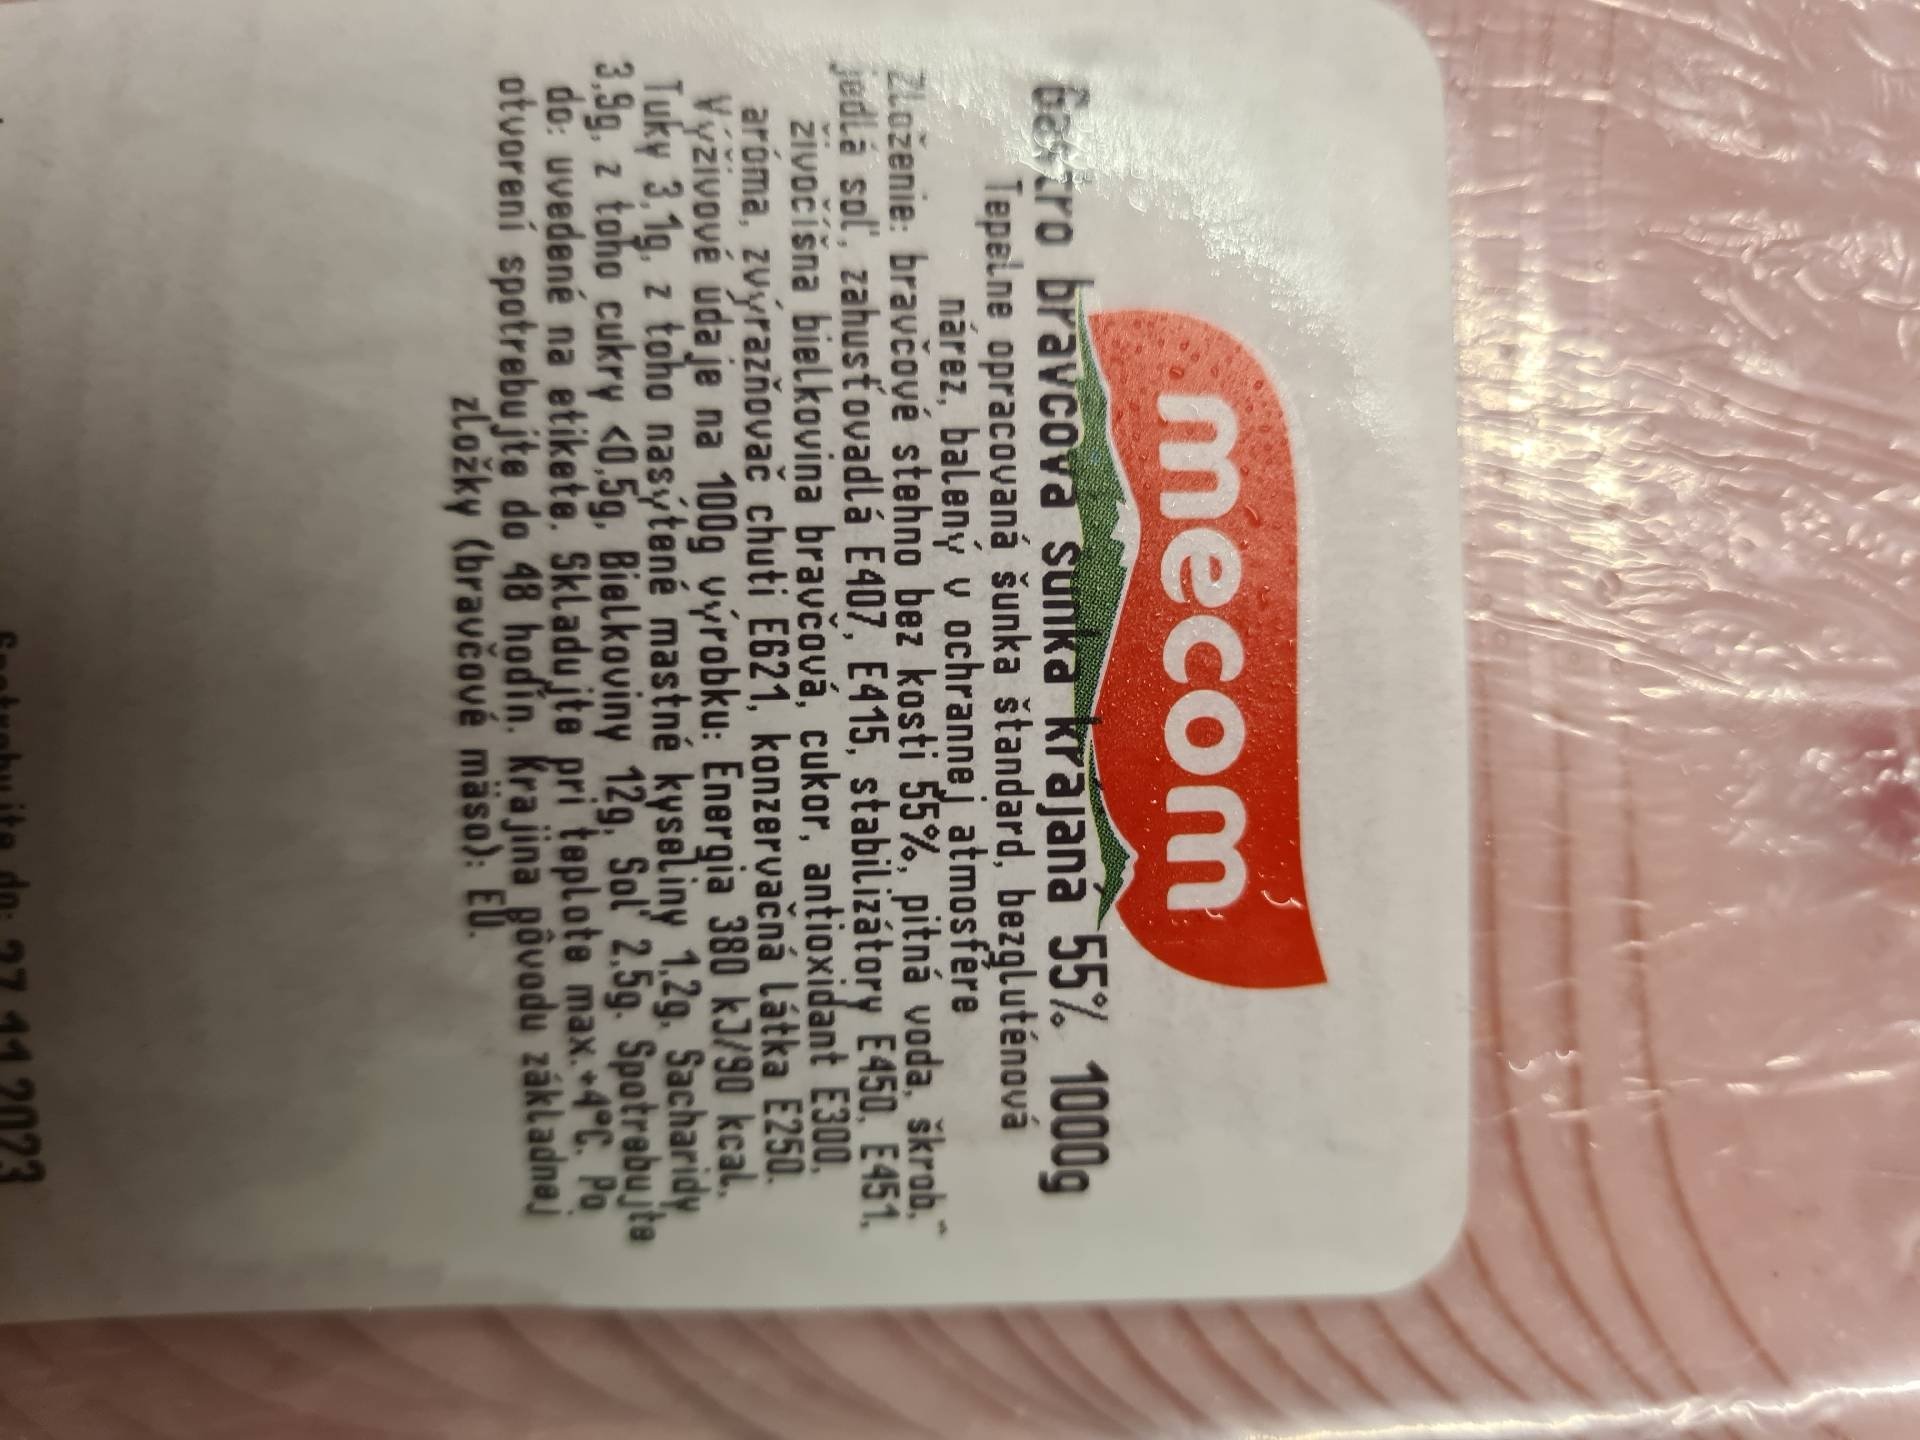 mecom
Gastro bravčová šunka krájaná 55% 1000g
Tepelne opracovaná šunka štandard, bezgluténová
nárez, balený v ochrannej atmosfére
Zloženie: bravčové stehno bez kosti 55%, pitná voda, škrob,
jedlá soľ, zahusťovadlá E407, E415, stabilizátory E450, E451,
živočíšna bielkovina bravčová, cukor, antioxidant E300,
aróma, zvýrazňovač chuti E621, konzervačná látka E250.
Výživové údaje na 100g výrobku: Energia 380 kJ/90 kcal,
Tuky 3,1g, z toho nasýtené mastné kyseliny 1,2g, Sacharidy
3,9g, z toho cukry <0,5g, Bielkoviny 12g, Soľ 2,5g. Spotrebujte
do: uvedené na etikete. Skladujte pri teplote max.+4°C. Po
otvorení spotrebujte do 48 hodín. Krajina pôvodu základnej
zložky (bravčové mäso): EÚ.
Spotrebujte do: 27.11.2023